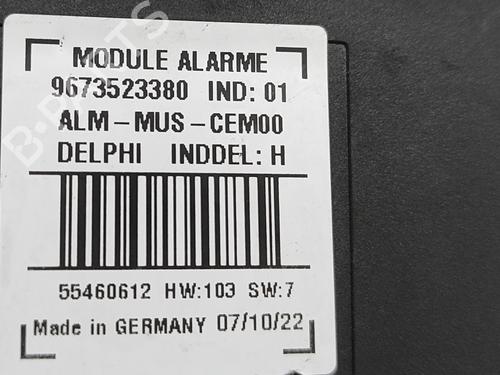 MODULE ALARME
9673523380 IND: 01
ALM-MUS-CEM00
DELPHI INDDEL: H
55460612 HW:103 SW:7
Made in GERMANY 07/10/22
B-PARTS